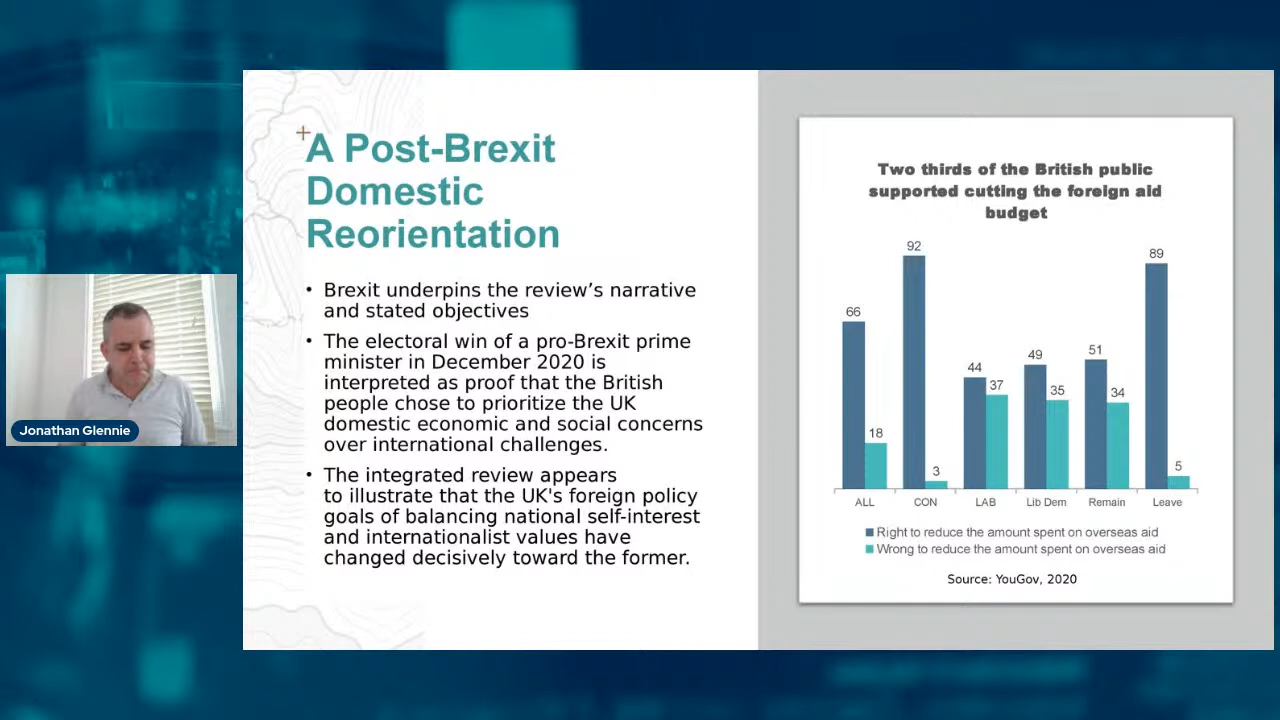 A Post-Brexit
Domestic
Reorientation
• Brexit underpins the review’s narrative
and stated objectives
• The electoral win of a pro-Brexit prime
minister in December 2020 is
interpreted as proof that the British
people chose to prioritize the UK
domestic economic and social concerns
over international challenges.
• The integrated review appears
to illustrate that the UK's foreign policy
goals of balancing national self-interest
and internationalist values have
changed decisively toward the former.
Jonathan Glennie
Two thirds of the British public
supported cutting the foreign aid
budget
66
18
92
3
44
37
49
35
51
34
89
5
ALL CON LAB Lib Dem Remain Leave
Right to reduce the amount spent on overseas aid
Wrong to reduce the amount spent on overseas aid
Source: YouGov, 2020